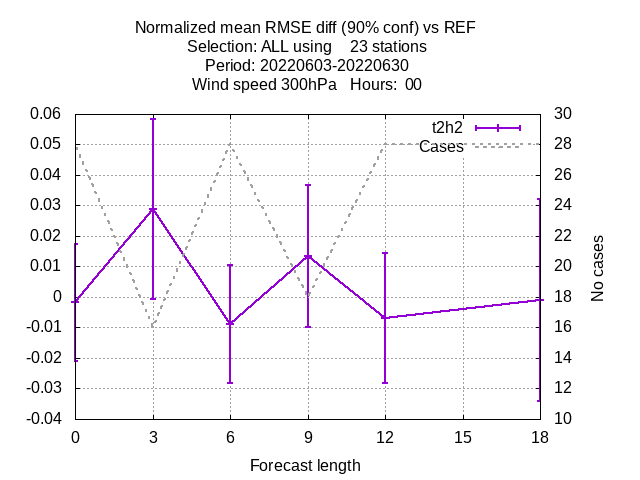 Normalized mean RMSE diff (90% conf) vs REF
Selection: ALL using    23 stations
Period: 20220603-20220630
Wind speed 300hPa   Hours:  00
0.06
0.05
0.04
0.03
0.02
0.01
0
-0.01
-0.02
-0.03
-0.04
30
28
26
24
22
20
18
16
14
12
10
t2h2
Cases
No cases
0 3 6 9 12 15 18
Forecast length